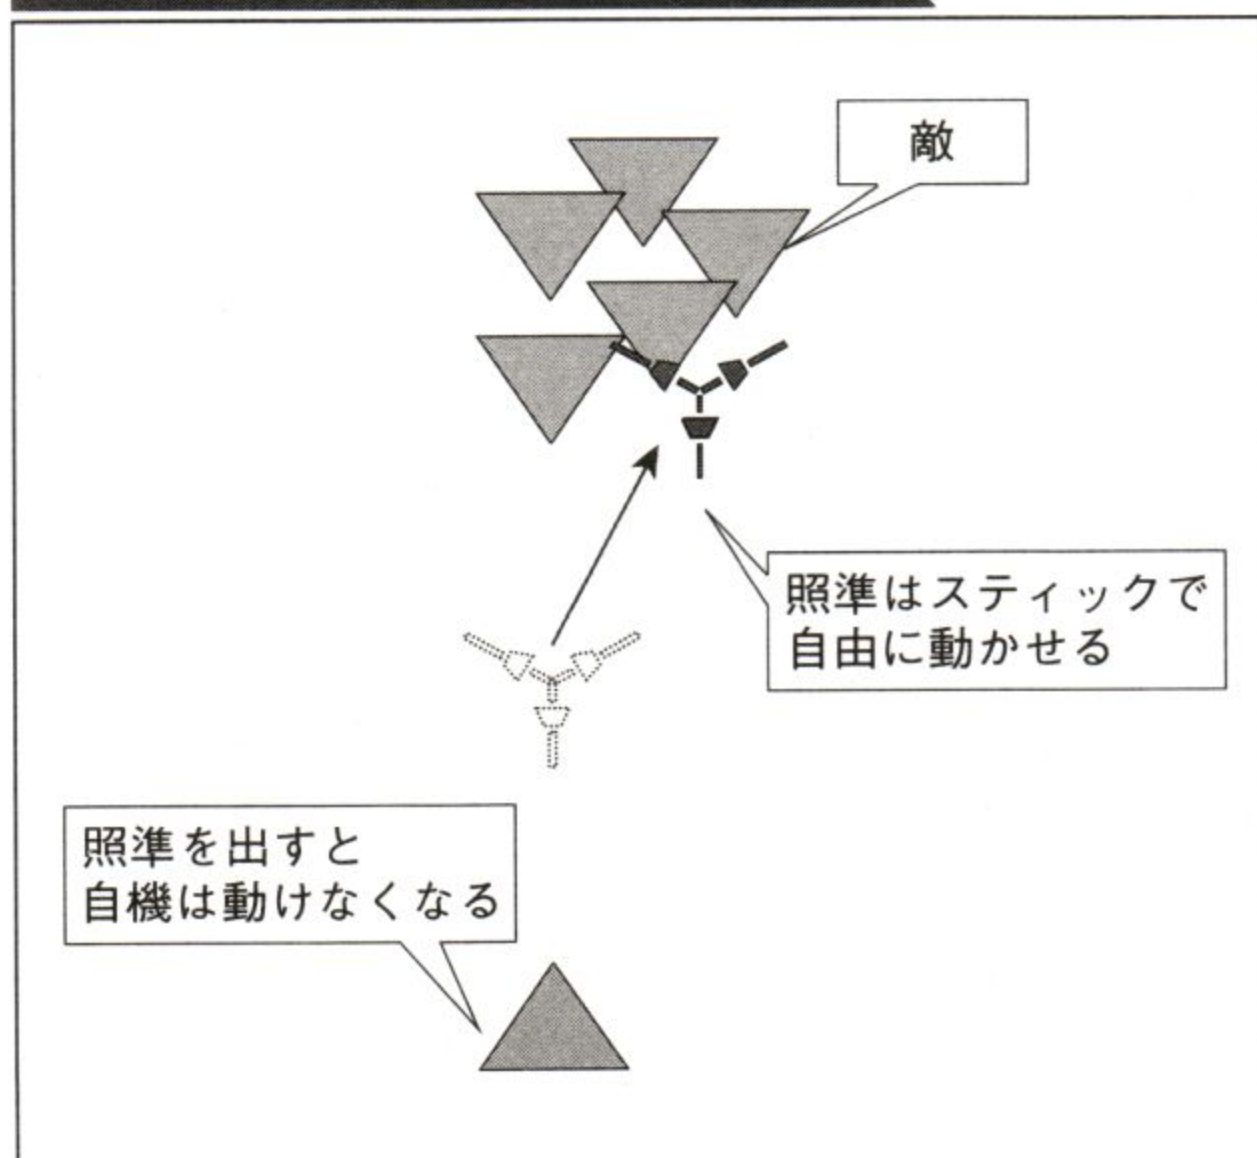 敵
照準はスティックで
自由に動かせる
照準を出すと
自機は動けなくなる